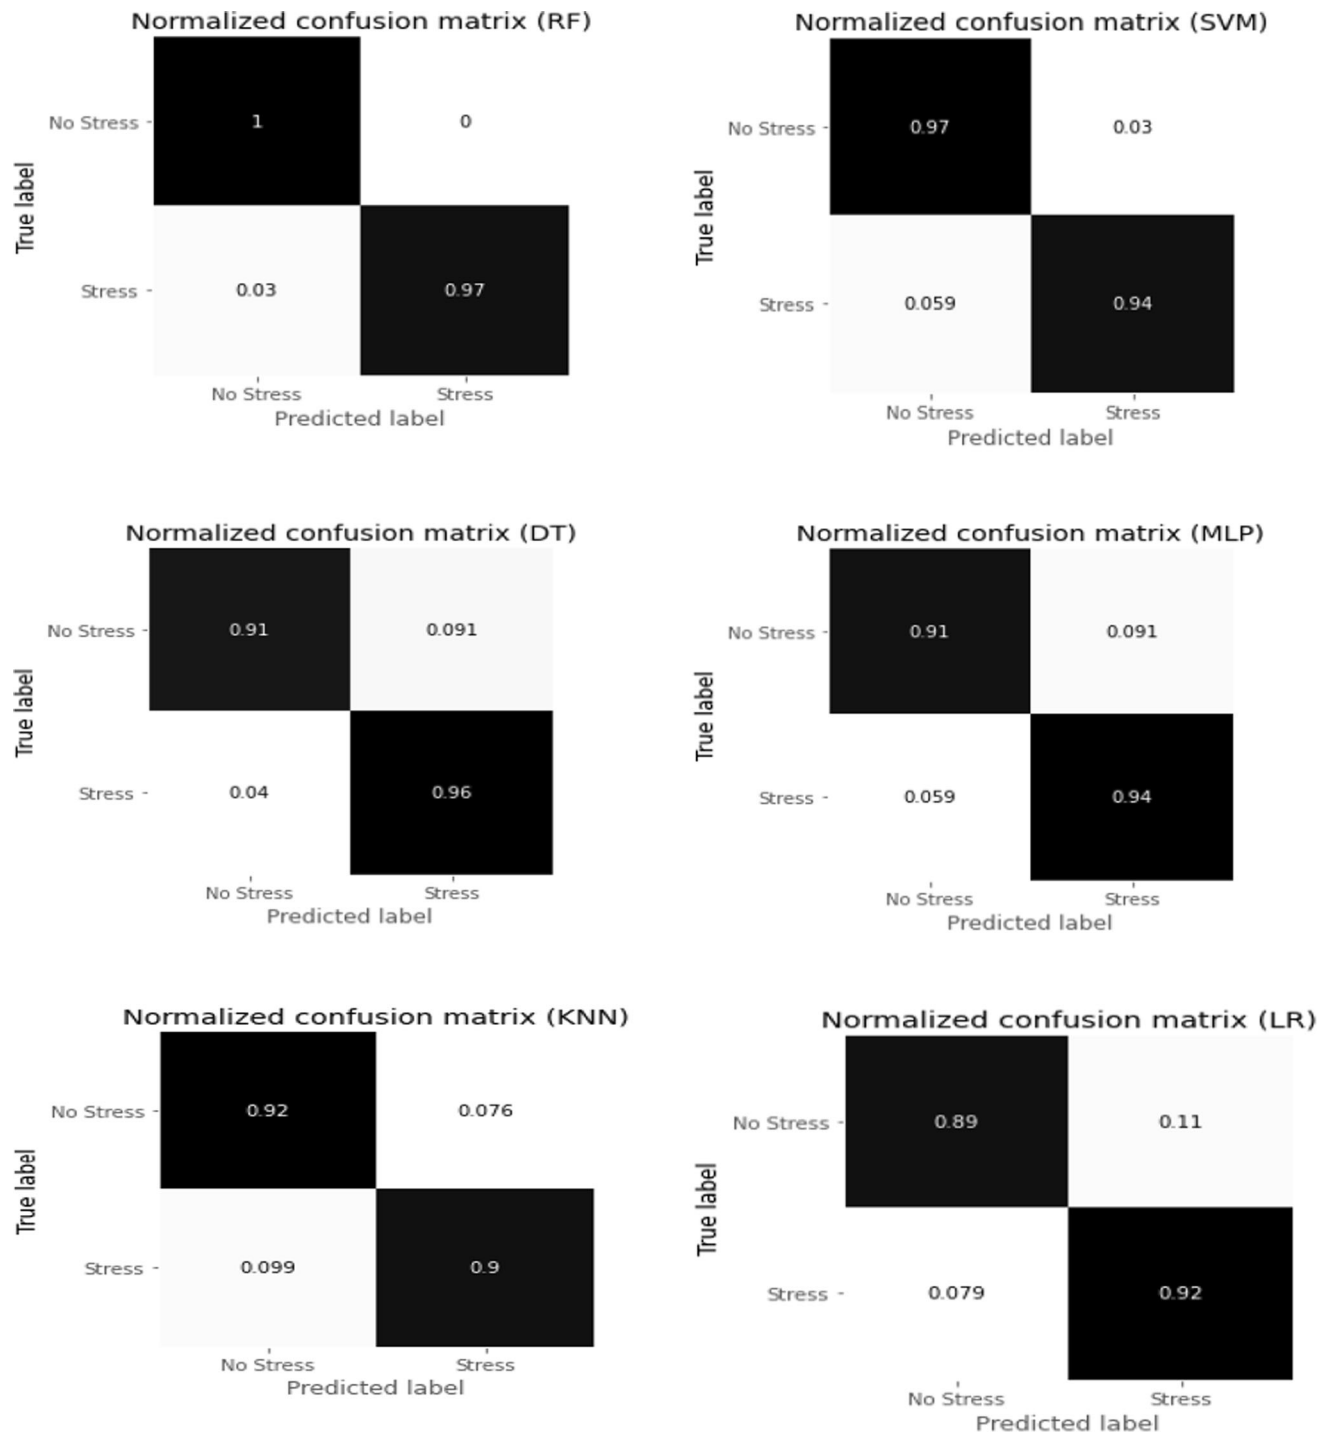 Normalized confusion matrix (RF)
No Stress
1
0
True label
Stress
0.03
0.97
No Stress
Stress
Predicted label
Normalized confusion matrix (SVM)
No Stress
0.97
0.03
True label
Stress
0.059
0.94
No Stress
Stress
Predicted label
Normalized confusion matrix (DT)
No Stress
0.91
0.091
True label
Stress
0.04
0.96
No Stress
Stress
Predicted label
Normalized confusion matrix (MLP)
No Stress
0.91
0.091
True label
Stress
0.059
0.94
No Stress
Stress
Predicted label
Normalized confusion matrix (KNN)
No Stress
0.92
0.076
True label
Stress
0.099
0.9
No Stress
Stress
Predicted label
Normalized confusion matrix (LR)
No Stress
0.89
0.11
True label
Stress
0.079
0.92
No Stress
Stress
Predicted label